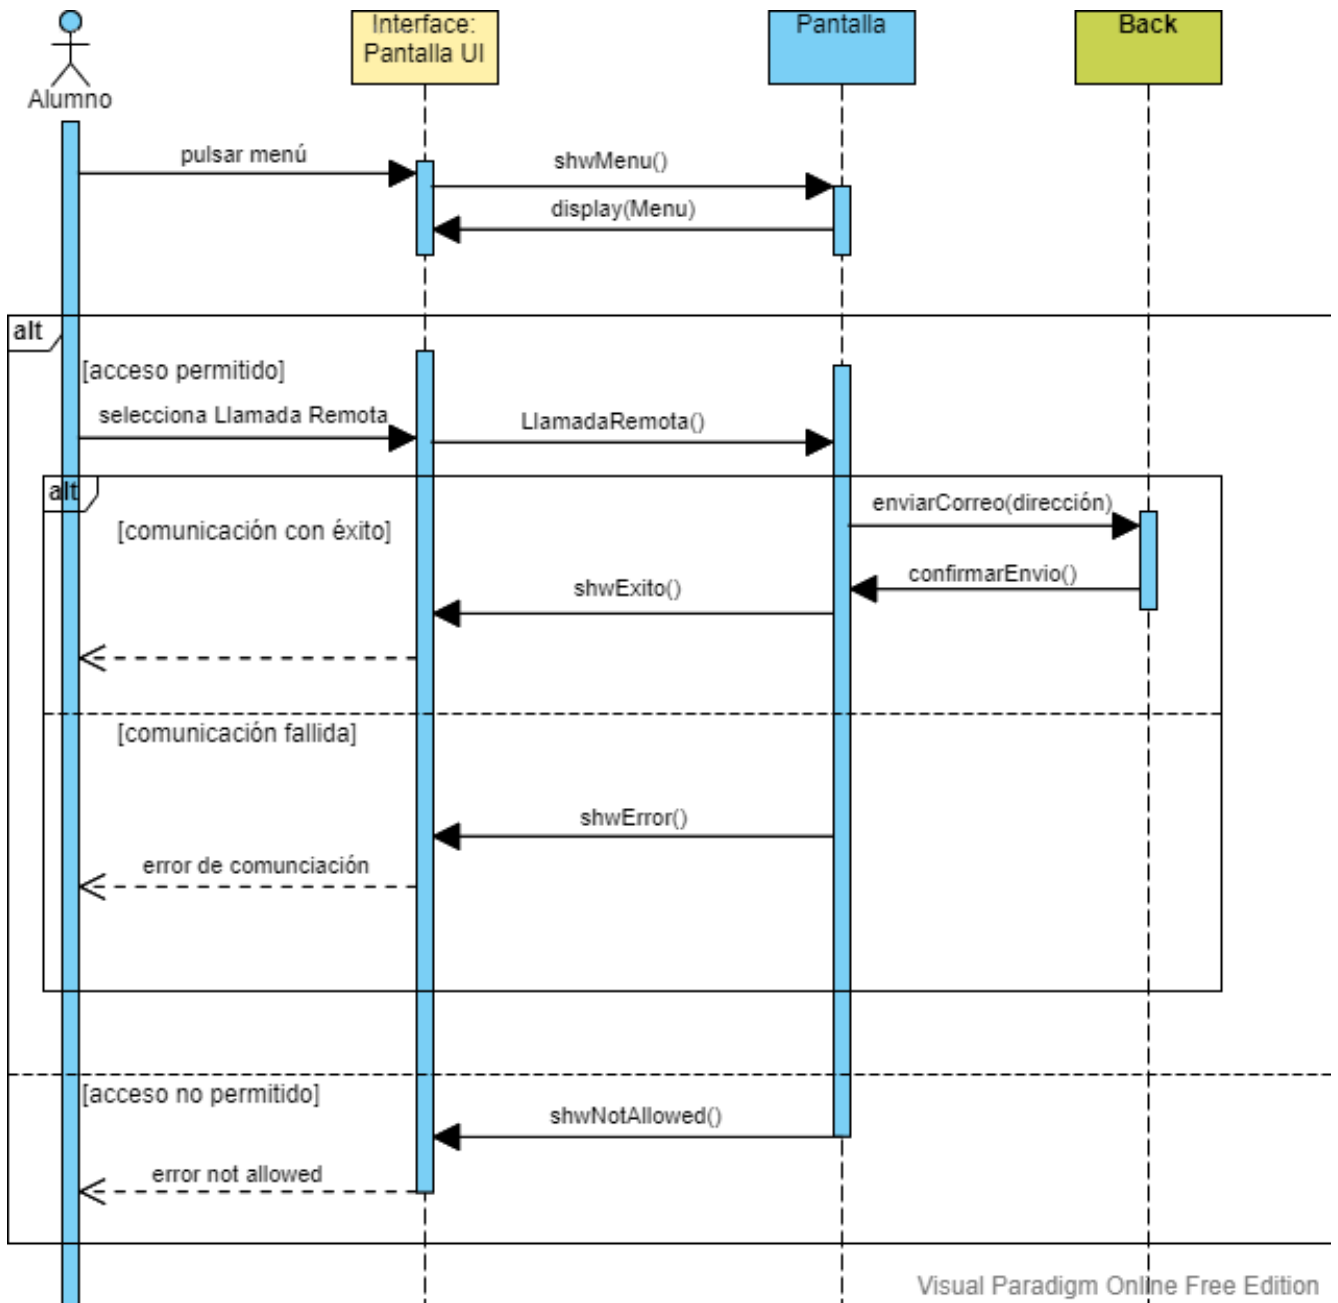 Interface:
Pantalla UI
Pantalla
Back
Alumno
pulsar menú
shwMenu()
display(Menu)
alt
[acceso permitido]
selecciona Llamada Remota
LlamadaRemota()
alt
enviarCorreo(dirección)
[comunicación con éxito]
confirmarEnvio()
shwExito()
[comunicación fallida]
shwError()
error de comunciación
[acceso no permitido]
shwNotAllowed()
error not allowed
Visual Paradigm Online Free Edition